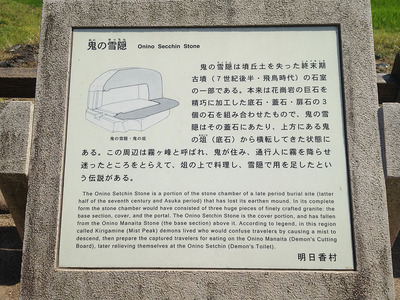 鬼の雪隠 Onino Secchin Stone
鬼の雪隠は墳丘土を失った終末期
古墳（7世紀後半・飛鳥時代）の石室
の一部である。本来は花崗岩の巨石を
精巧に加工した底石・蓋石・扉石の3
個の石を組み合わせたもので、鬼の雪
隠はその蓋石にあたり、上方にある鬼
の俎（底石）から横転してきた状態に
鬼の雪隠・鬼の俎
ある。この周辺は霧ヶ峰と呼ばれ、鬼が住み、通行人に霧を降らせ
迷ったところをとらえて、俎の上で料理し、雪隠で用を足したとい
う伝説がある。
The Onino Setchin Stone is a portion of the stone chamber of a late period burial site (latter
half of the seventh century and Asuka period) that has lost its earthen mound. In its complete
form the stone chamber would have consisted of three huge pieces of finely crafted granite: the
base section, cover, and the portal. The Onino Setchin Stone is the cover portion, and has fallen
from the Onino Manaita Stone (the base section) above it. According to legend, in this region
called Kirigamine (Mist Peak) demons lived who would confuse travelers by causing a mist to
descend, then prepare the captured travelers for eating on the Onino Manaita (Demon's Cutting
Board), later relieving themselves at the Onino Setchin (Demon's Toilet).
明日香村